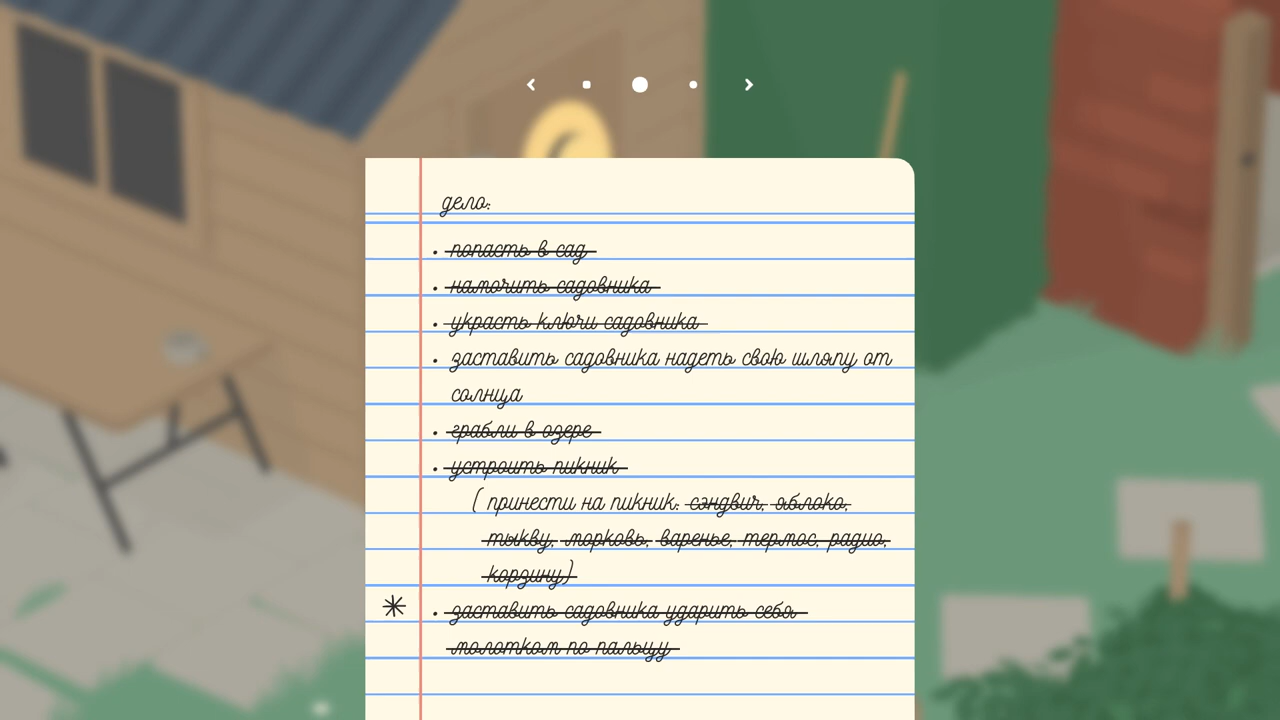 дело:
• попасть в сад
• намочить садовника
• украсть ключи садовника
• заставить садовника надеть свою шляпу от
солнца
• грабли в озере
• устроить пикник
( принести на пикник: сэндвич, яблоко,
тыкву, морковь, варенье, термос, радио,
корзину)
• заставить садовника ударить себя
молотком по пальцу